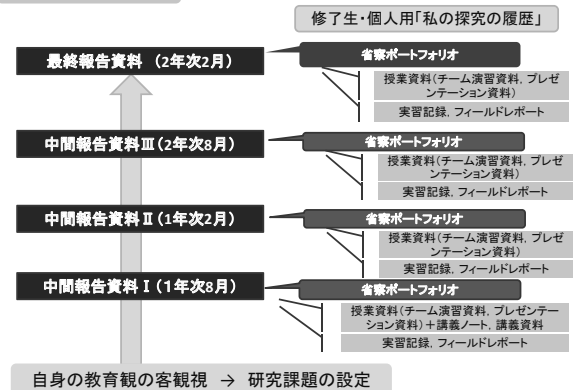 修了生・個人用「私の探究の履歴」
最終報告資料 （2年次2月）
省察ポートフォリオ
授業資料(チーム演習資料, プレゼ
ンテーション資料)
実習記録, フィールドレポート
中間報告資料Ⅲ(2年次8月)
省察ポートフォリオ
授業資料(チーム演習資料, プレゼ
ンテーション資料)
実習記録, フィールドレポート
中間報告資料Ⅱ(1年次2月)
省察ポートフォリオ
授業資料(チーム演習資料, プレゼ
ンテーション資料)
実習記録, フィールドレポート
中間報告資料Ⅰ(1年次8月)
省察ポートフォリオ
授業資料(チーム演習資料, プレゼンテー
ション資料)＋講義ノート, 講義資料
実習記録, フィールドレポート
自身の教育観の客観視 → 研究課題の設定